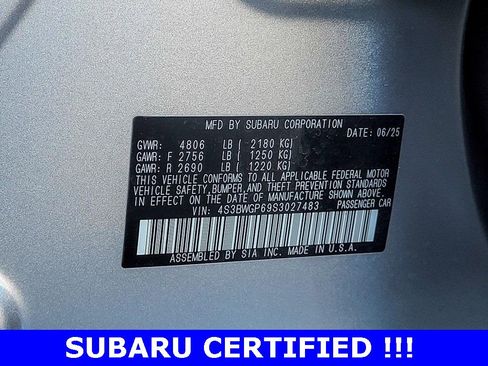 MFD BY SUBARU CORPORATION
DATE: 06/25
GVWR: 4806 LB ( 2180 KG)
GAWR: F 2756 LB ( 1250 KG)
GAWR: R 2690 LB ( 1220 KG)
THIS VEHICLE CONFORMS TO ALL APPLICABLE FEDERAL MOTOR
VEHICLE SAFETY, BUMPER, AND THEFT PREVENTION STANDARDS
IN EFFECT ON THE DATE OF MANUFACTURE SHOWN ABOVE.
VIN: 4S3BWGP69S3027483 PASSENGER CAR
ASSEMBLED BY SIA INC. MADE IN U.S.A.
SUBARU CERTIFIED !!!